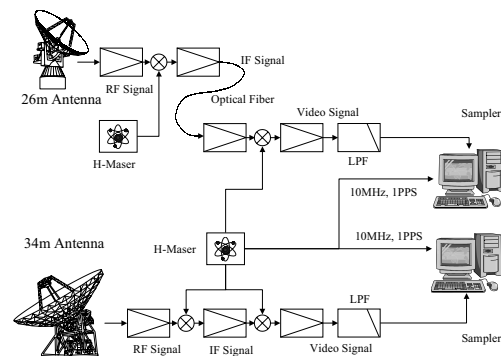 IF Signal
RF Signal
26m Antenna
Optical Fiber
Video Signal
Sampler
H-Maser
LPF
10MHz, 1PPS
34m Antenna
H-Maser
10MHz, 1PPS
LPF
RF Signal
IF Signal
Video Signal
Sampler